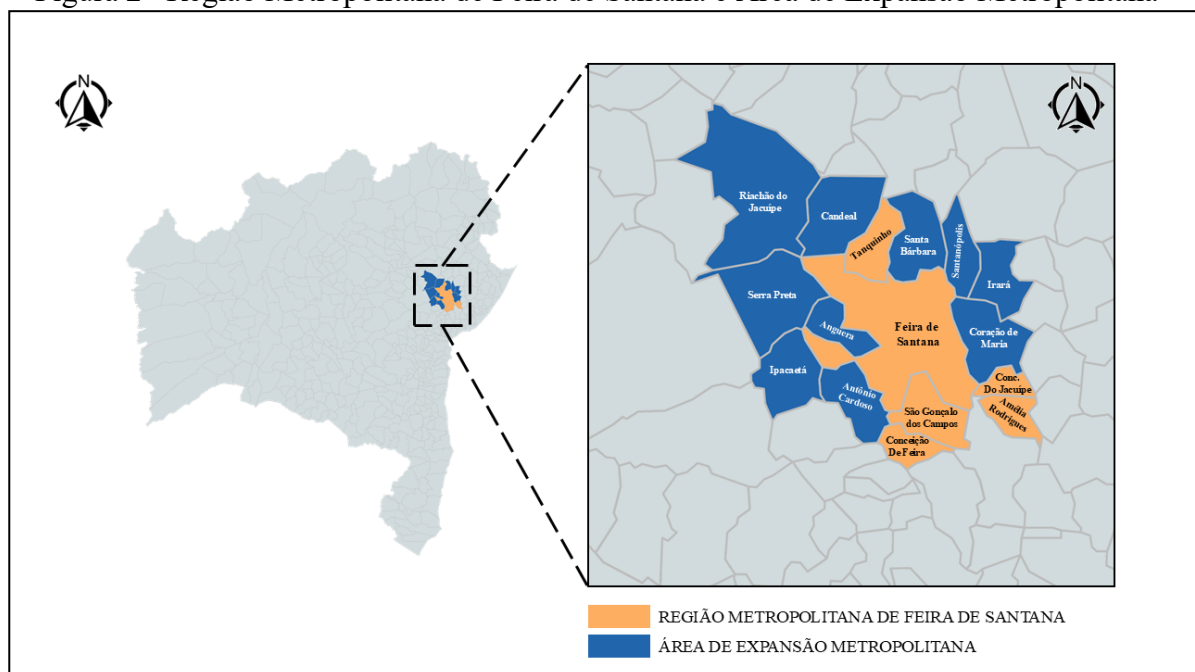 Figura 2 - Região Metropolitana de Feira de Santana e Área de Expansão Metropolitana
N
N
Riachão do
Jacuípe
Candeal
Tanquinho
Santa
Bárbara
Santanópolis
Irará
Serra Preta
Anguera
Feira de
Santana
Coração de
Maria
Ipacaetá
Antônio
Cardoso
Conc.
Do Jacuípe
Amélia
Rodrigues
São Gonçalo
dos Campos
Conceição
De Feira
REGIÃO METROPOLITANA DE FEIRA DE SANTANA
ÁREA DE EXPANSÃO METROPOLITANA